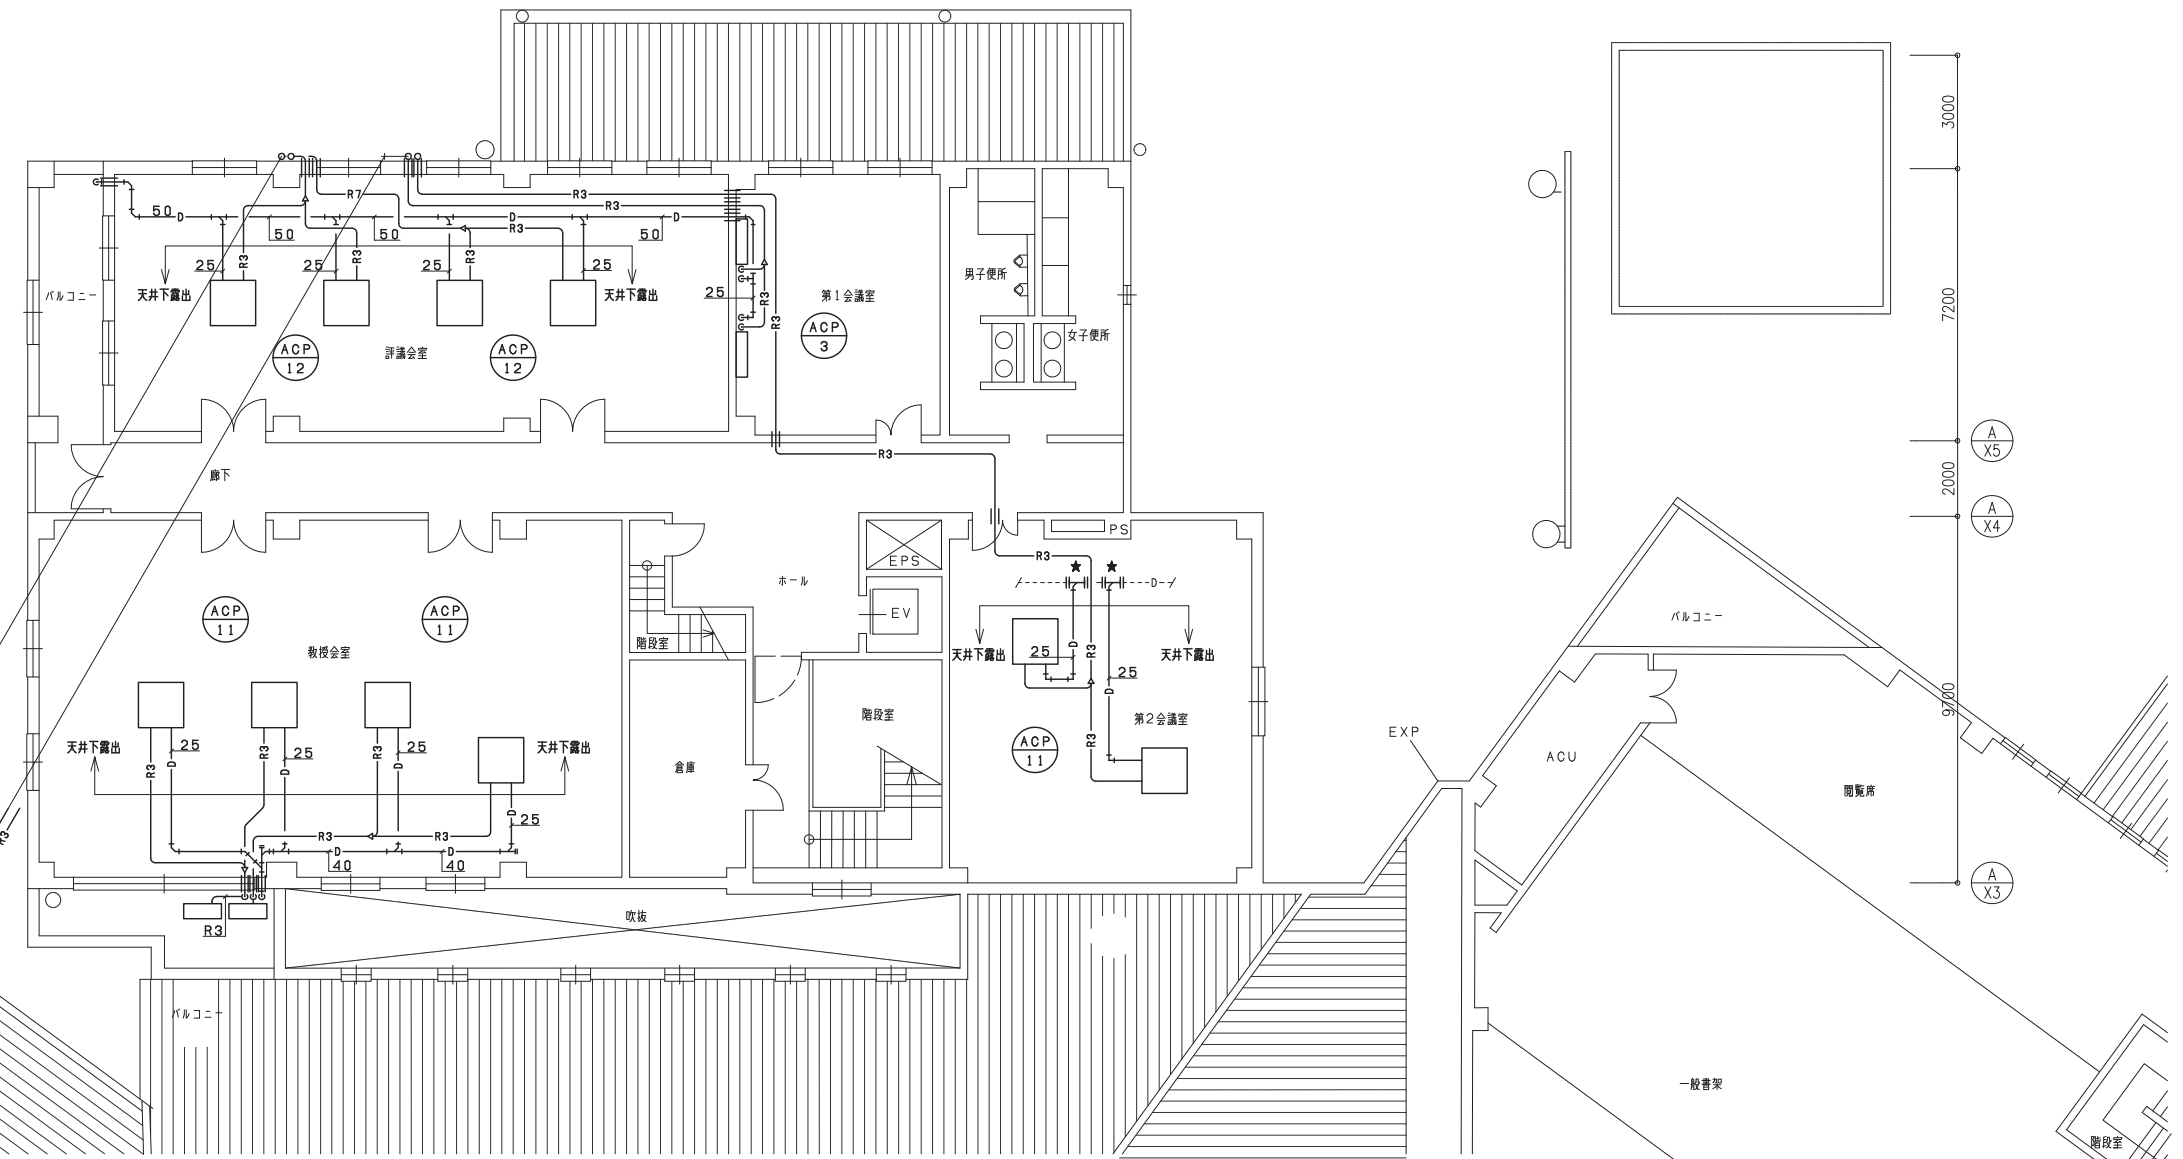 3000
R7
R3
R3
50
D
D
D
50
50
R3
50
7200
25
R3
25
R3
25
R3
25
男子便所
バルコニー
天井下露出
天井下露出
25
R3
第1会議室
R3
ACP
3
女子便所
ACP
12
評議会室
ACP
12
A
X5
R3
廊下
2000
A
X4
PS
EPS
R3
ホール
D
ACP
11
ACP
11
EV
バルコニー
階段室
教授会室
天井下露出
25
D
R3
天井下露出
25
D
9700
第2会議室
階段室
EXP
天井下露出
R3
D
25
R3
D
25
R3
D
25
天井下露出
倉庫
ACP
11
R3
ACU
閲覧席
D
25
R3
R3
R3
D
D
40
40
A
X3
R3
吹抜
バルコニー
一般書架
階段室